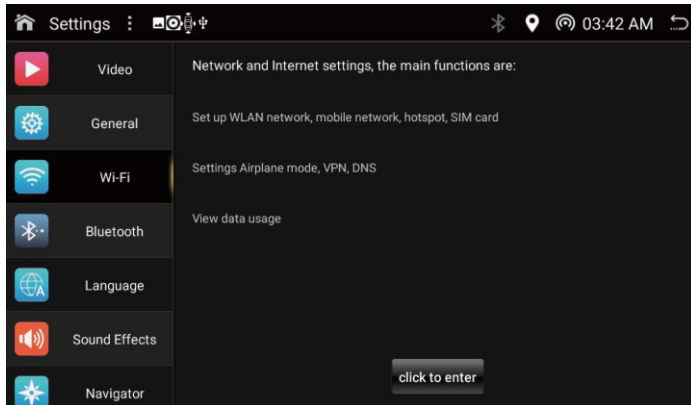 Settings
03:42 AM
Video
General
Wi-Fi
Bluetooth
Language
Sound Effects
Navigator
Network and Internet settings, the main functions are:
Set up WLAN network, mobile network, hotspot, SIM card
Settings Airplane mode, VPN, DNS
View data usage
click to enter